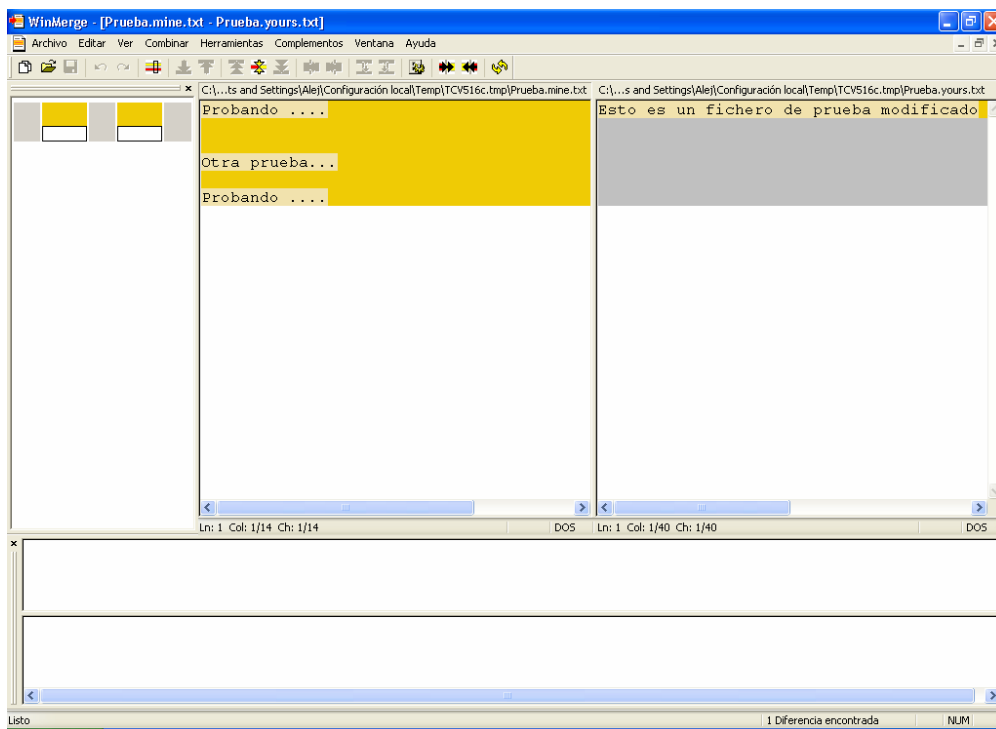 WinMerge - [Prueba.mine.txt - Prueba.yours.txt]
Archivo Editar Ver Combinar Herramientas Complementos Ventana Ayuda
C:\...ts and Settings\Alej\Configuración local\Temp\TCV516c.tmp\Prueba.mine.txt
C:\...s and Settings\Alej\Configuración local\Temp\TCV516c.tmp\Prueba.yours.txt
Probando ....
Otra prueba...
Probando ....
Esto es un fichero de prueba modificado
Ln: 1 Col: 1/14 Ch: 1/14 DOS
Ln: 1 Col: 1/40 Ch: 1/40 DOS
Listo 1 Diferencia encontrada NUM